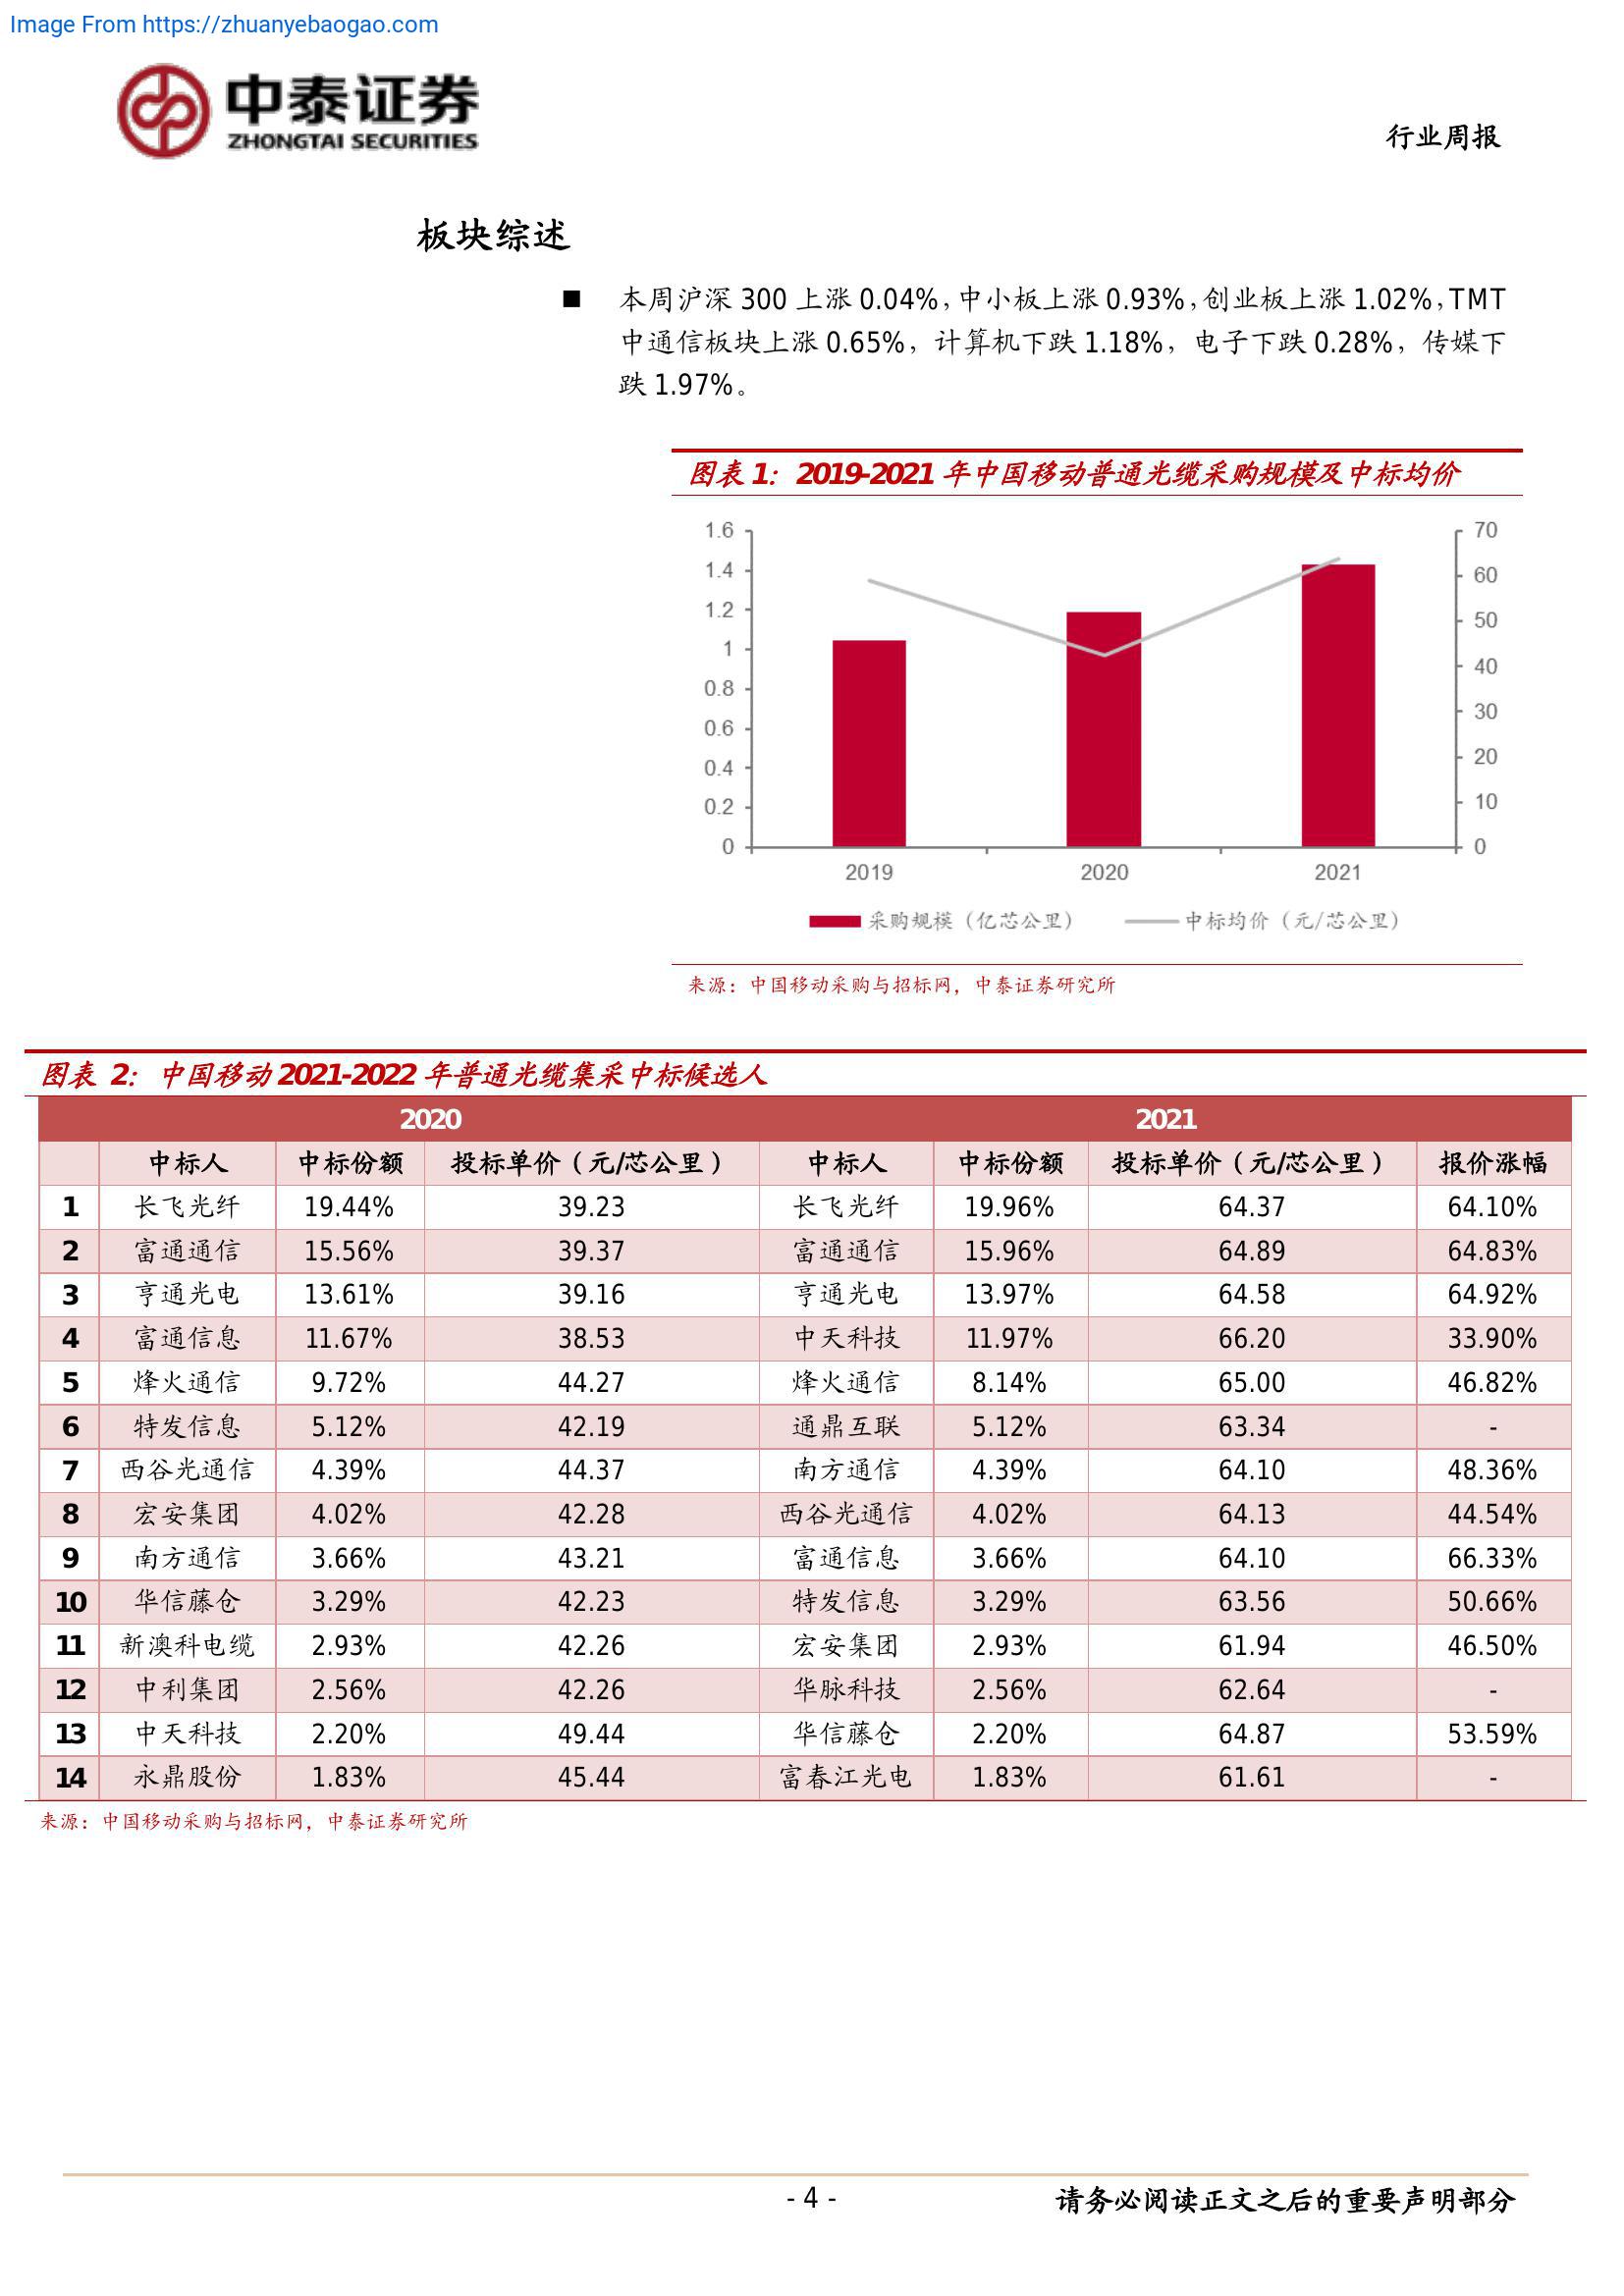 Image From https://zhuanyebaogao.com
中泰证券
ZHONGTAI SECURITIES
行业周报
板块综述
■ 本周沪深 300 上涨 0.04%，中小板上涨 0.93%，创业板上涨 1.02%，TMT
中通信板块上涨 0.65%，计算机下跌 1.18%，电子下跌 0.28%，传媒下
跌 1.97%。
图表 1：2019-2021 年中国移动普通光缆采购规模及中标均价
1.6 70
1.4 60
1.2 50
1 40
0.8 30
0.6 20
0.4 10
0.2 0
0
2019 2020 2021
采购规模（亿芯公里） 中标均价（元/芯公里）
来源：中国移动采购与招标网，中泰证券研究所
图表 2：中国移动 2021-2022 年普通光缆集采中标候选人
2020 2021
中标人 中标份额 投标单价（元/芯公里） 中标人 中标份额 投标单价（元/芯公里） 报价涨幅
1 长飞光纤 19.44% 39.23 长飞光纤 19.96% 64.37 64.10%
2 富通通信 15.56% 39.37 富通通信 15.96% 64.89 64.83%
3 亨通光电 13.61% 39.16 亨通光电 13.97% 64.58 64.92%
4 富通信息 11.67% 38.53 中天科技 11.97% 66.20 33.90%
5 烽火通信 9.72% 44.27 烽火通信 8.14% 65.00 46.82%
6 特发信息 5.12% 42.19 通鼎互联 5.12% 63.34 -
7 西谷光通信 4.39% 44.37 南方通信 4.39% 64.10 48.36%
8 宏安集团 4.02% 42.28 西谷光通信 4.02% 64.13 44.54%
9 南方通信 3.66% 43.21 富通信息 3.66% 64.10 66.33%
10 华信藤仓 3.29% 42.23 特发信息 3.29% 63.56 50.66%
11 新澳科电缆 2.93% 42.26 宏安集团 2.93% 61.94 46.50%
12 中利集团 2.56% 42.26 华脉科技 2.56% 62.64 -
13 中天科技 2.20% 49.44 华信藤仓 2.20% 64.87 53.59%
14 永鼎股份 1.83% 45.44 富春江光电 1.83% 61.61 -
来源：中国移动采购与招标网，中泰证券研究所
- 4 -
请务必阅读正文之后的重要声明部分